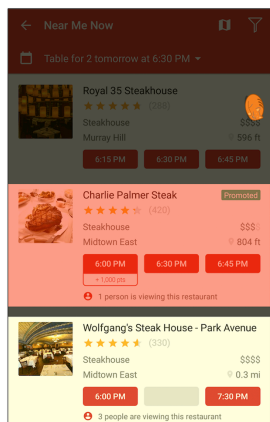 Near Me Now
Table for 2 tomorrow at 6:30 PM
Royal 35 Steakhouse
(288)
Steakhouse $$$$
Murray Hill 596 ft
6:15 PM 6:30 PM 6:45 PM
Charlie Palmer Steak Promoted
(420)
Steakhouse $$$$
Midtown East 804 ft
6:00 PM 6:30 PM 6:45 PM
+ 1,000 pts
1 person is viewing this restaurant
Wolfgang's Steak House - Park Avenue
(330)
Steakhouse $$$$
Midtown East 0.3 mi
6:00 PM 7:30 PM
3 people are viewing this restaurant